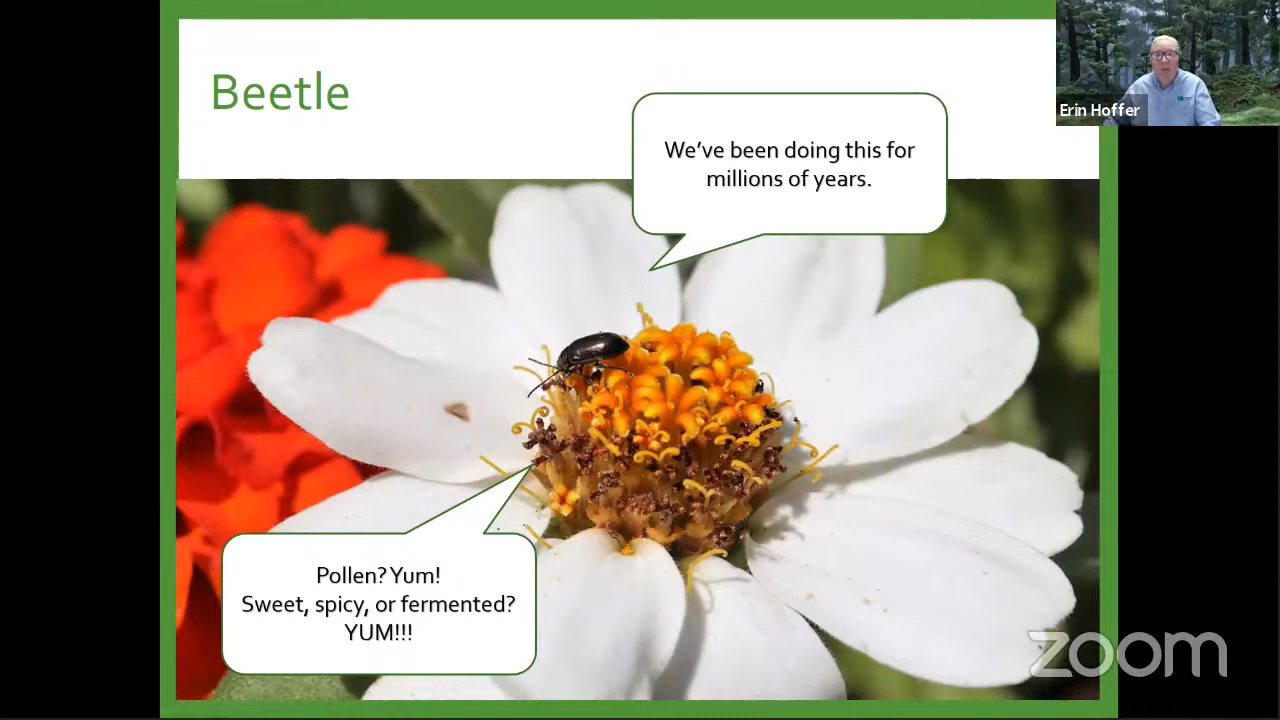 Beetle
Erin Hoffer
We've been doing this for
millions of years.
Pollen? Yum!
Sweet, spicy, or fermented?
YUM!!!
zoom